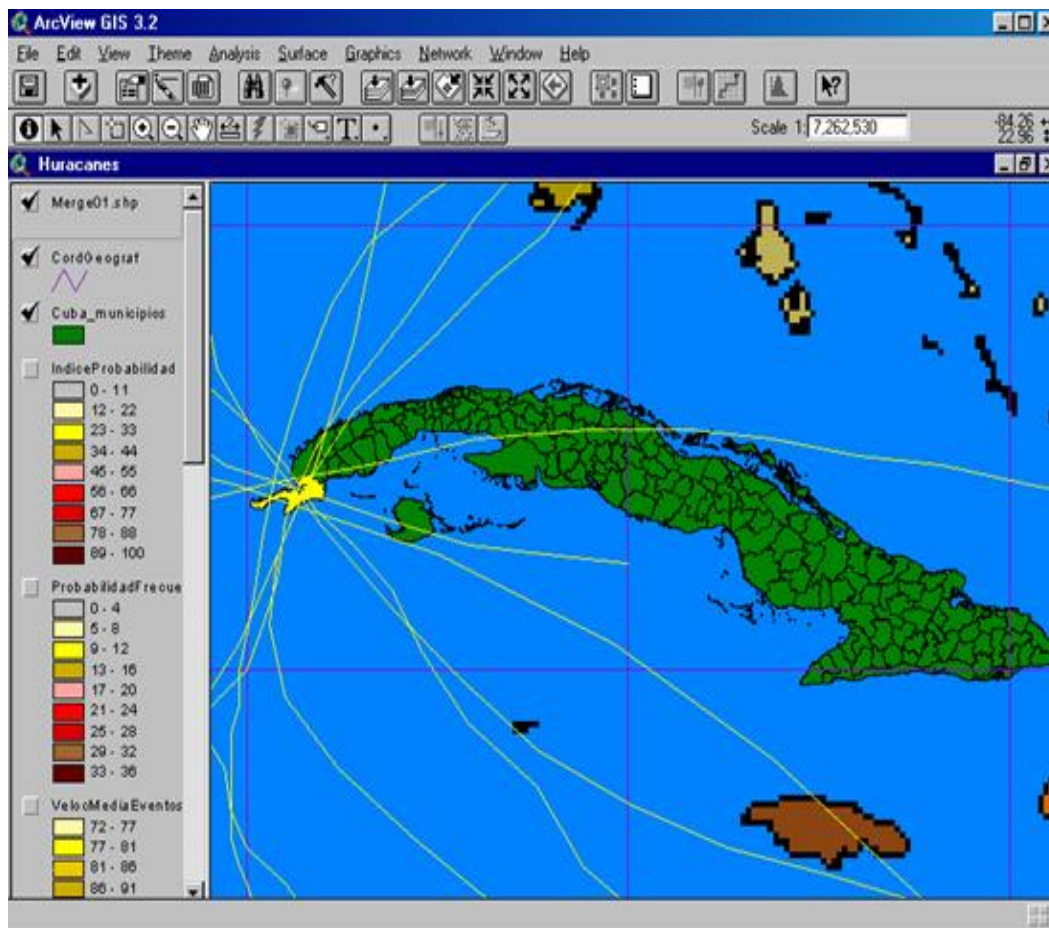 ArcView GIS 3.2
File Edit View Theme Analysis Surface Graphics Network Window Help
Scale 1: 7,262,530
-84.26
22.96
Huracanes
Merge01.shp
CordGeograf
Cuba_municipios
IndiceProbabilidad
0 - 11
12 - 22
23 - 33
34 - 44
45 - 55
56 - 66
67 - 77
78 - 88
89 - 100
ProbabilidadFrecue
0 - 4
5 - 8
9 - 12
13 - 16
17 - 20
21 - 24
25 - 28
29 - 32
33 - 36
VelocMediaEventos
72 - 77
77 - 81
81 - 86
86 - 91